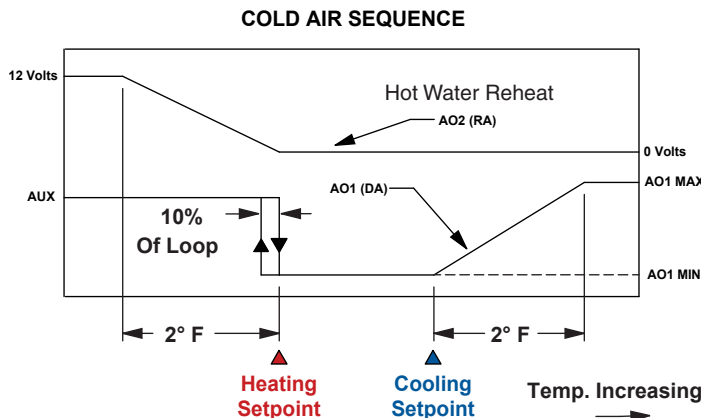 COLD AIR SEQUENCE
12 Volts
Hot Water Reheat
AO2 (RA)
0 Volts
AUX
AO1 (DA)
AO1 MAX
10%
Of Loop
AO1 MIN
2° F
2° F
Heating
Setpoint
Cooling
Setpoint
Temp. Increasing